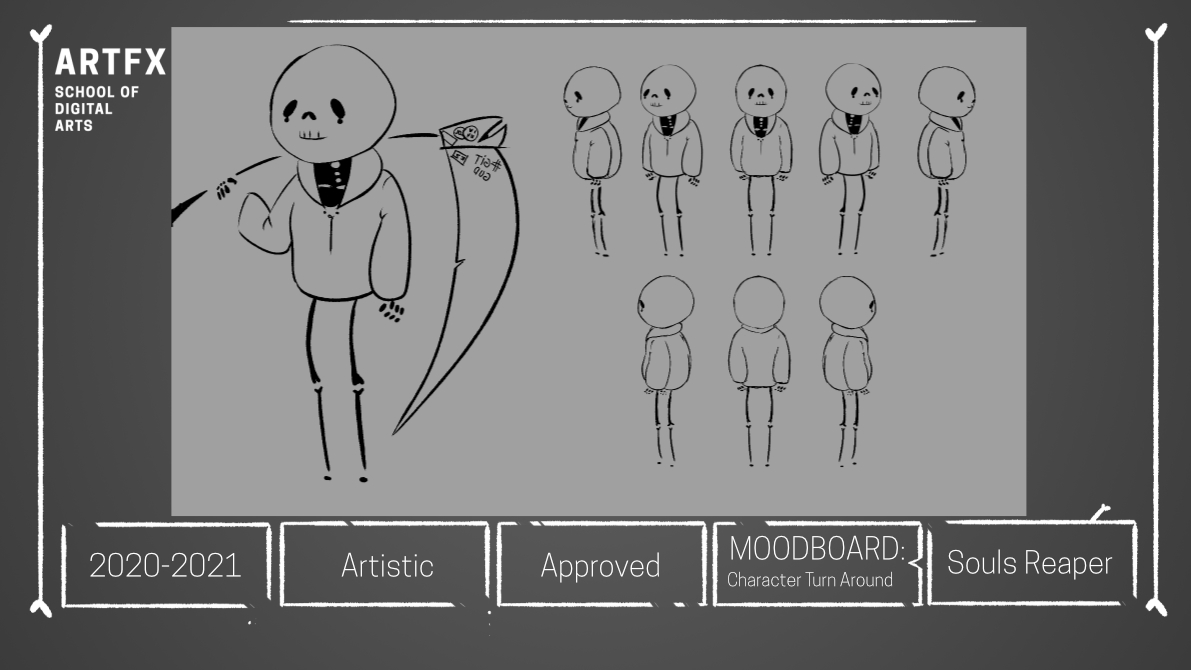 ARTFX
SCHOOL OF
DIGITAL
ARTS
2020-2021
Artistic
Approved
MOODBOARD:
Character Turn Around
Souls Reaper